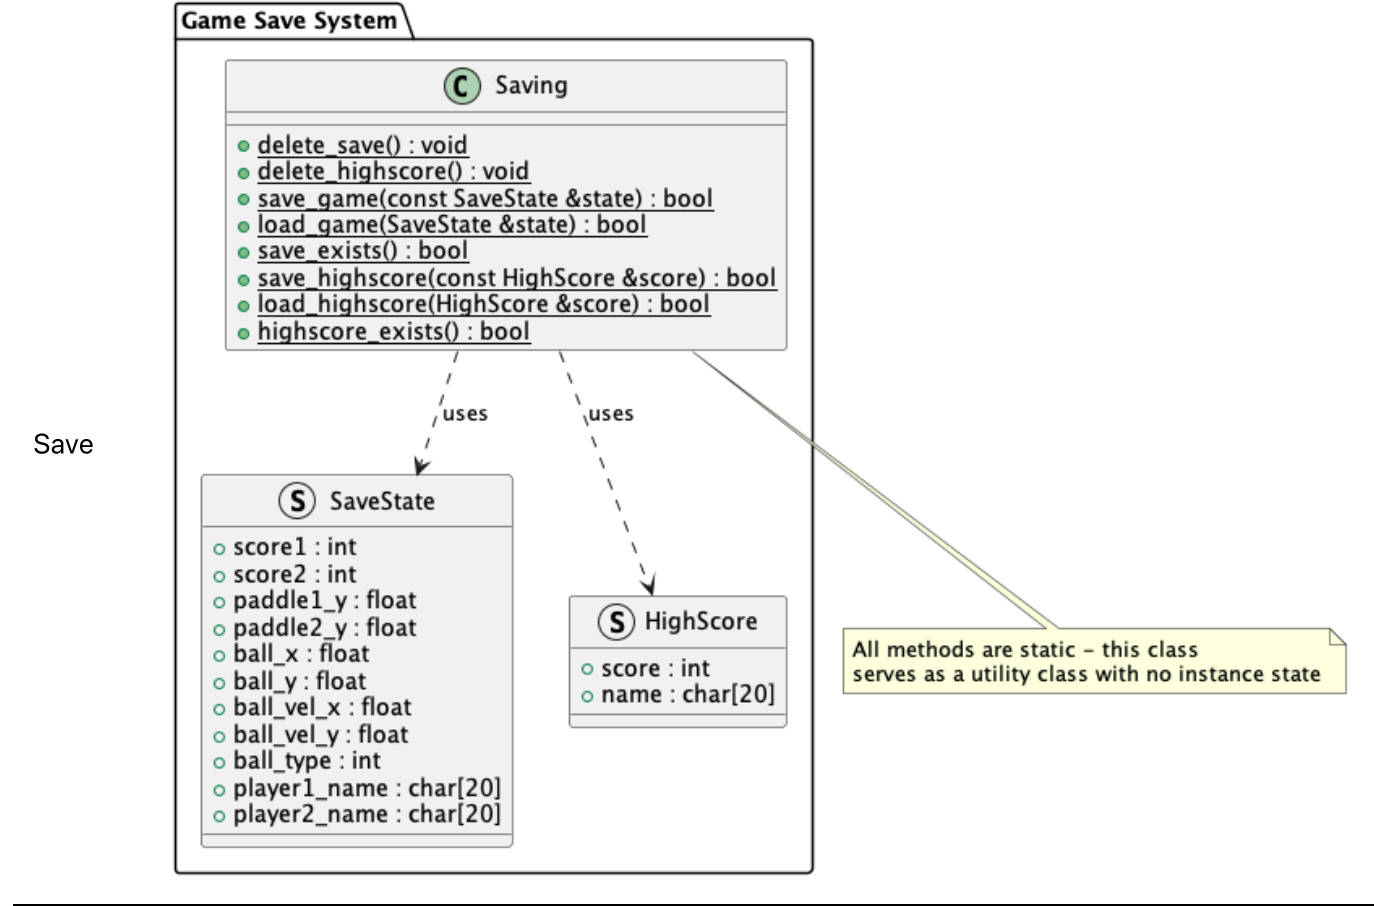 Game Save System
C Saving
delete_save() : void
delete_highscore() : void
save_game(const SaveState &state) : bool
load_game(SaveState &state) : bool
save_exists() : bool
save_highscore(const HighScore &score) : bool
load_highscore(HighScore &score) : bool
highscore_exists() : bool
uses
uses
Save
S SaveState
score1 : int
score2 : int
paddle1_y : float
paddle2_y : float
ball_x : float
ball_y : float
ball_vel_x : float
ball_vel_y : float
ball_type : int
player1_name : char[20]
player2_name : char[20]
S HighScore
score : int
name : char[20]
All methods are static – this class
serves as a utility class with no instance state